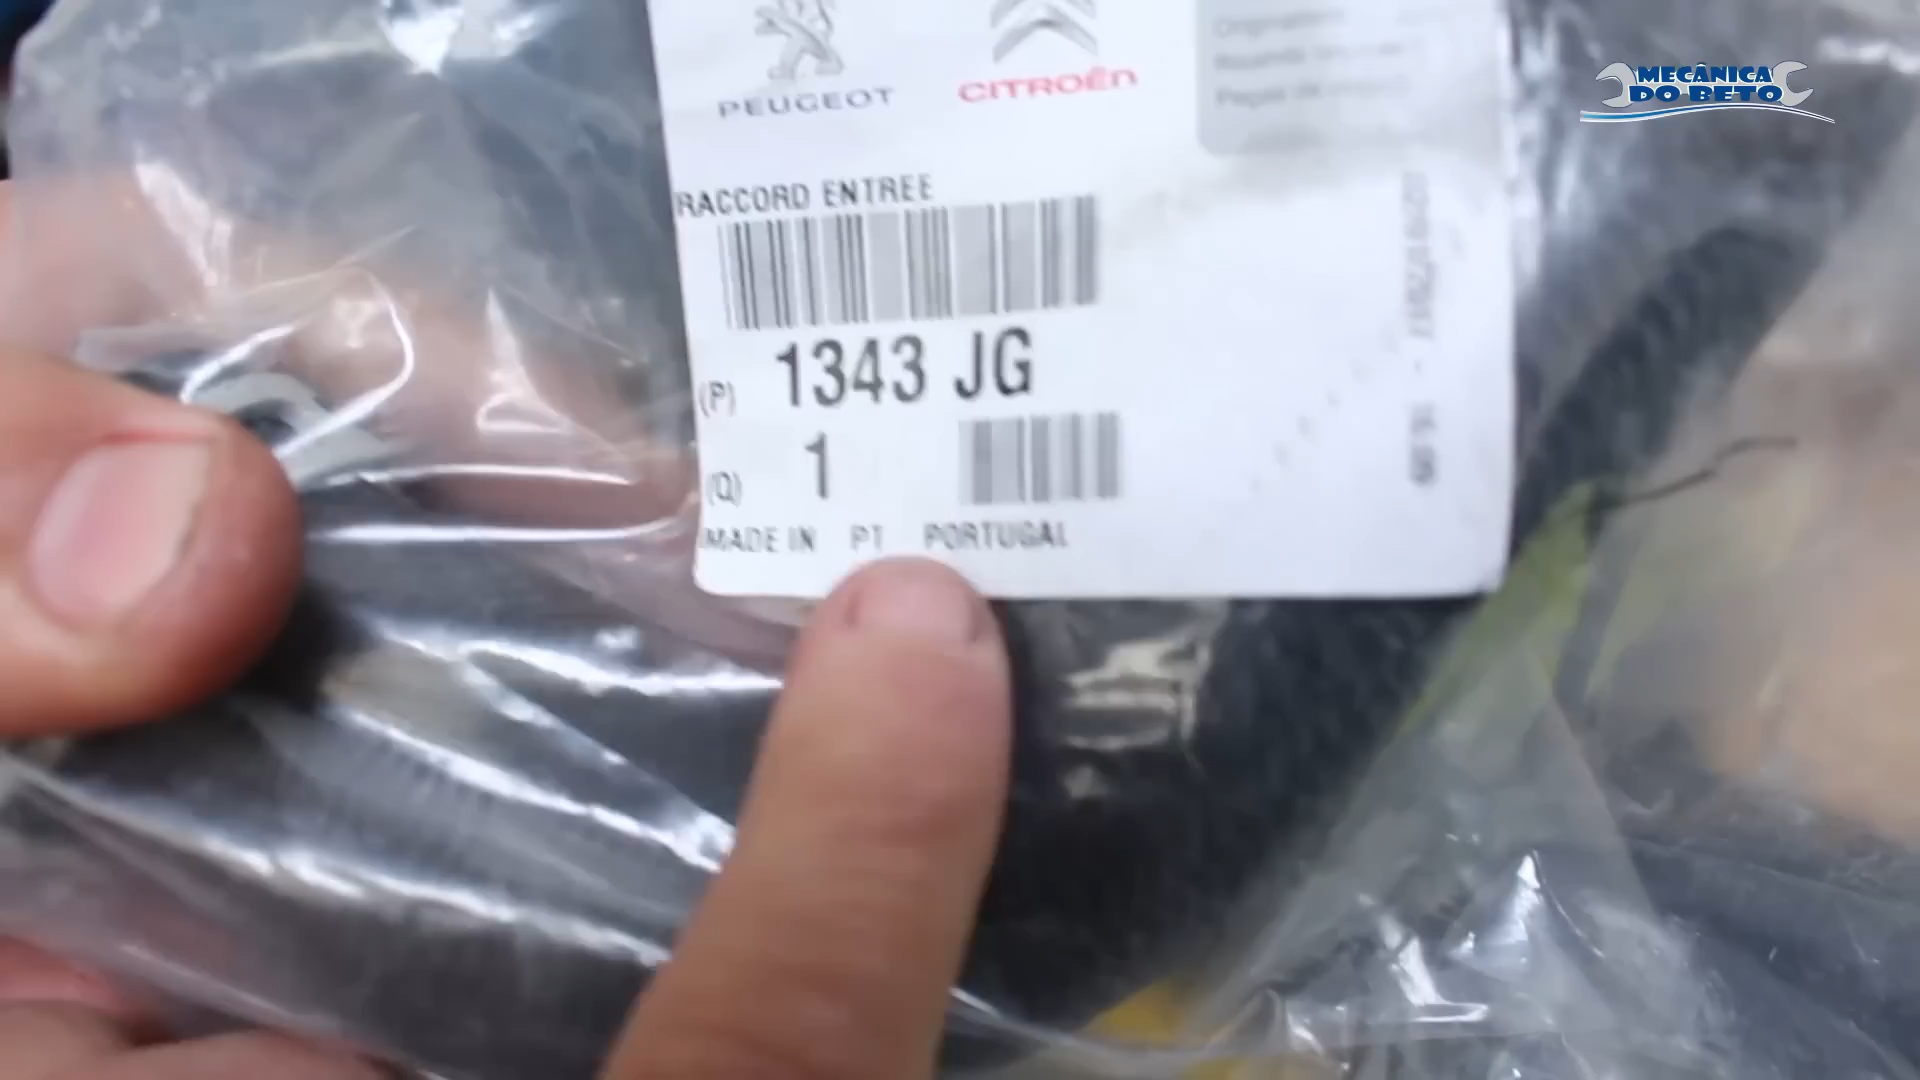 PEUGEOT
CITROËN
MECÂNICA
DO BETO
RACCORD ENTREE
(P) 1343 JG
(Q) 1
MADE IN PT PORTUGAL